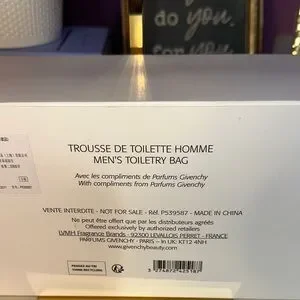 do you
TROUSSE DE TOILETTE HOMME
MEN'S TOILETRY BAG
Avec les compliments de Parfums Givenchy
With compliments from Parfums Givenchy
VENTE INTERDITE - NOT FOR SALE - Réf. P539587 - MADE IN CHINA
Ne peut être offert que par les distributeurs agréés
Offered exclusively by authorized retailers
LVMH Fragrance Brands - 92300 LEVALLOIS PERRET - FRANCE
PARFUMS GIVENCHY - PARIS - In UK: KT12 4NH
www.givenchybeauty.com
3 274872 425187